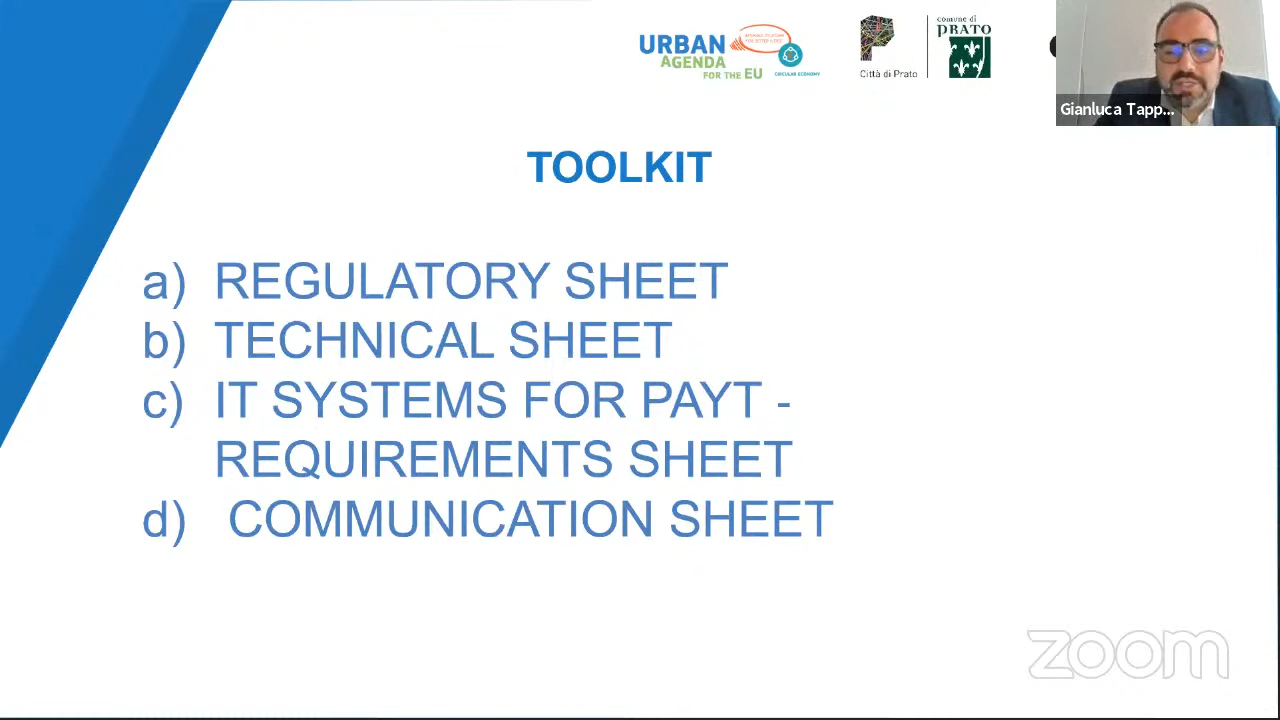 URBAN
AGENDA
FOR THE EU
CIRCULAR ECONOMY
Città di Prato
comune di
PRATO
Gianluca Tapp...
TOOLKIT
a) REGULATORY SHEET
b) TECHNICAL SHEET
c) IT SYSTEMS FOR PAYT -
REQUIREMENTS SHEET
d) COMMUNICATION SHEET
zoom